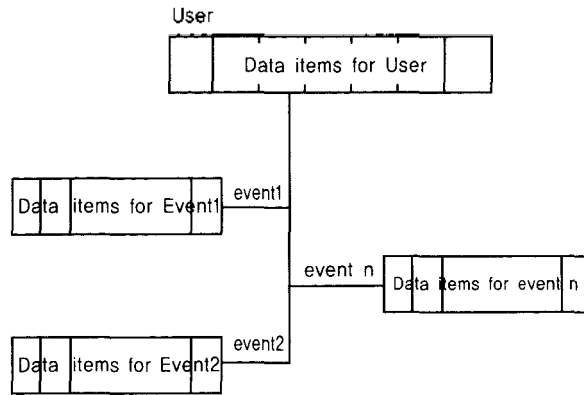 User
Data items for User
event1
Data items for Event1
event n
Data items for event n
event2
Data items for Event2